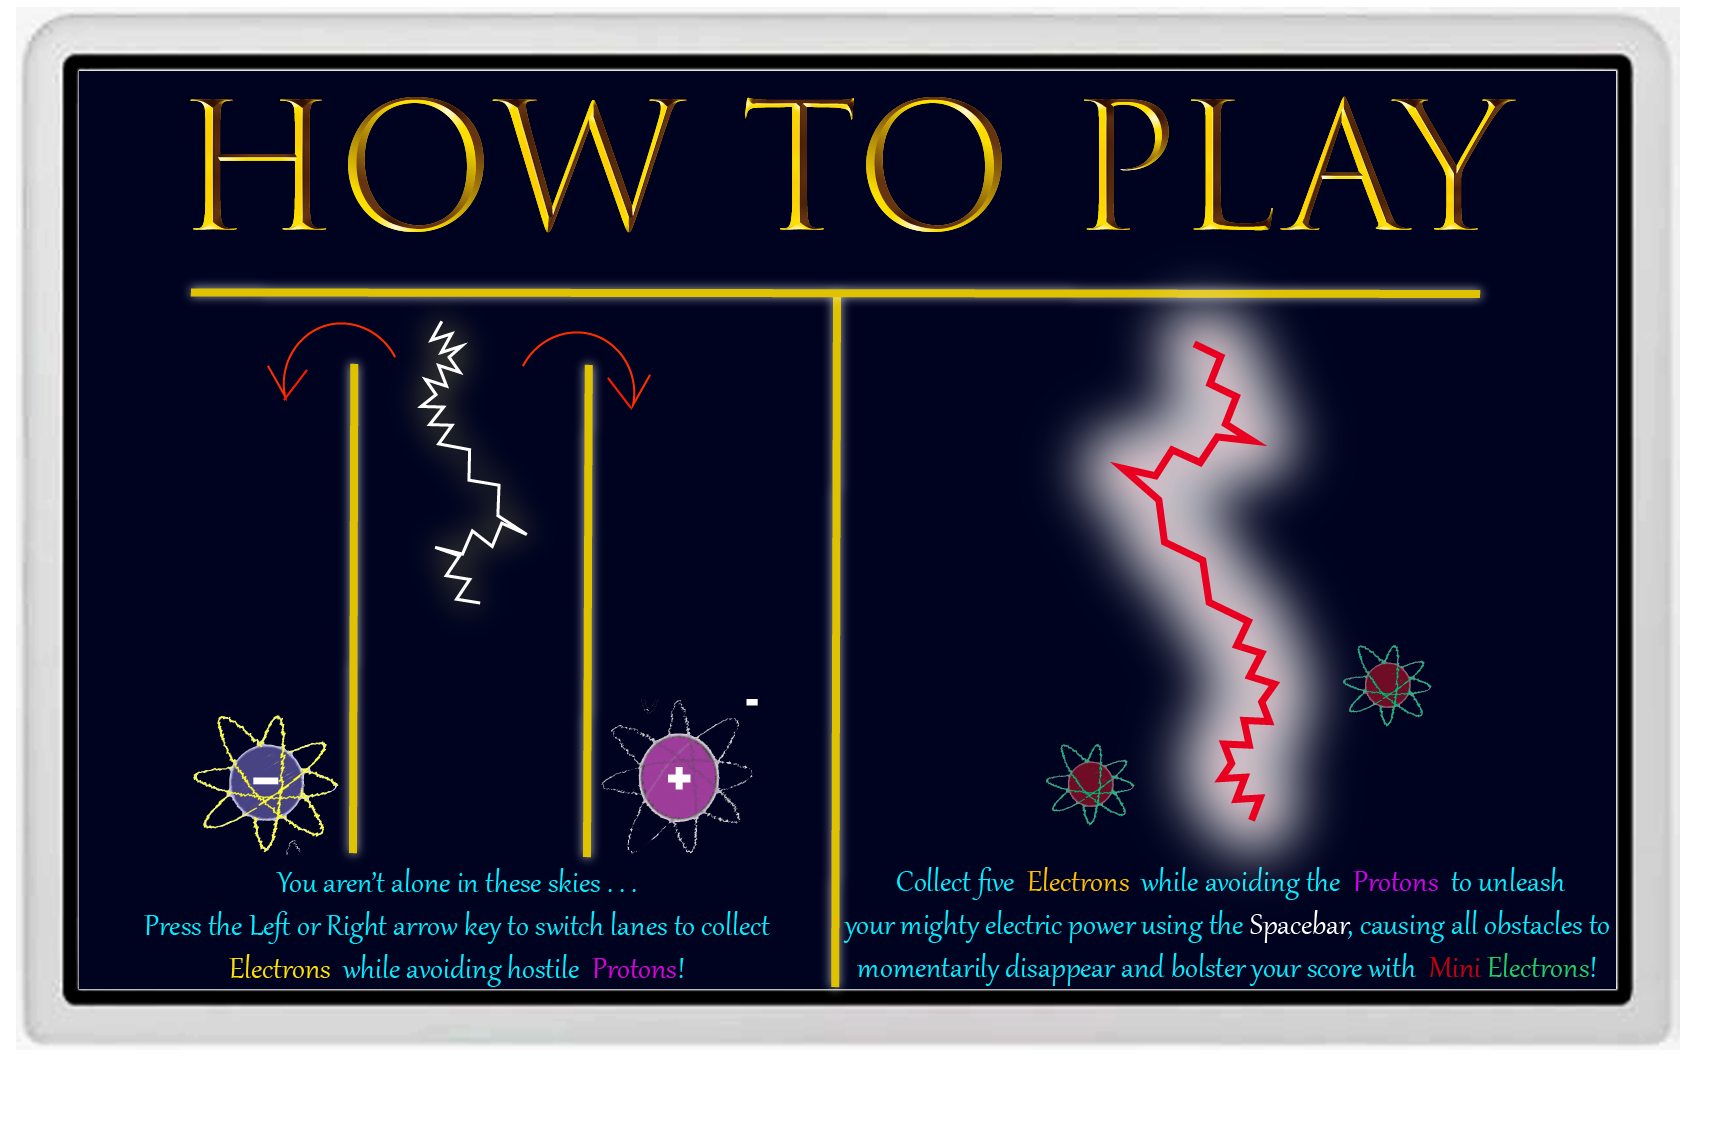 HOW TO PLAY
You aren't alone in these skies . . .
Press the Left or Right arrow key to switch lanes to collect
Electrons while avoiding hostile Protons!
Collect five Electrons while avoiding the Protons to unleash
your mighty electric power using the Spacebar, causing all obstacles to
momentarily disappear and bolster your score with Mini Electrons!